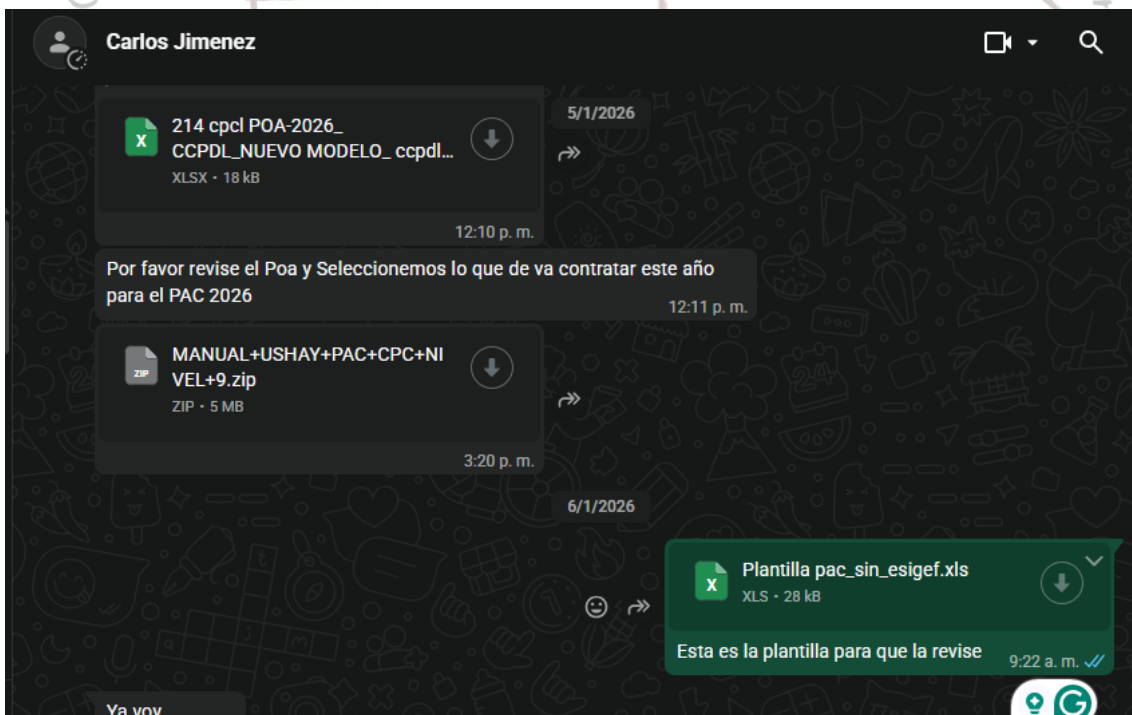 Carlos Jimenez
5/1/2026
214 cpcl POA-2026_
CCPDL_NUEVO MODELO_ ccpdl...
XLSX • 18 kB
12:10 p. m.
Por favor revise el Poa y Seleccionemos lo que de va contratar este año
para el PAC 2026
12:11 p. m.
MANUAL+USHAY+PAC+CPC+NI
VEL+9.zip
ZIP
ZIP • 5 MB
3:20 p. m.
6/1/2026
Plantilla pac_sin_esigef.xls
X
XLS • 28 kB
Esta es la plantilla para que la revise
9:22 a. m.
Ya voy